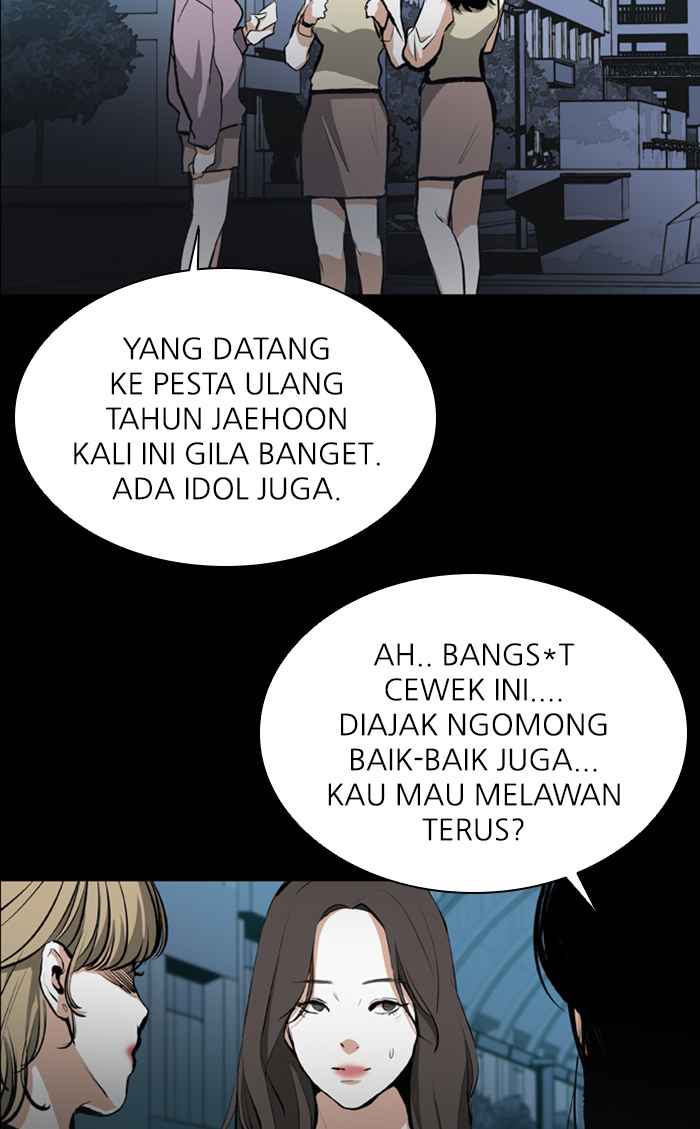 YANG DATANG
KE PESTA ULANG
TAHUN JAEHOON
KALI INI GILA BANGET.
ADA IDOL JUGA.
AH.. BANGS*T
CEWEK INI....
DIAJAK NGOMONG
BAIK-BAIK JUGA...
KAU MAU MELAWAN
TERUS?